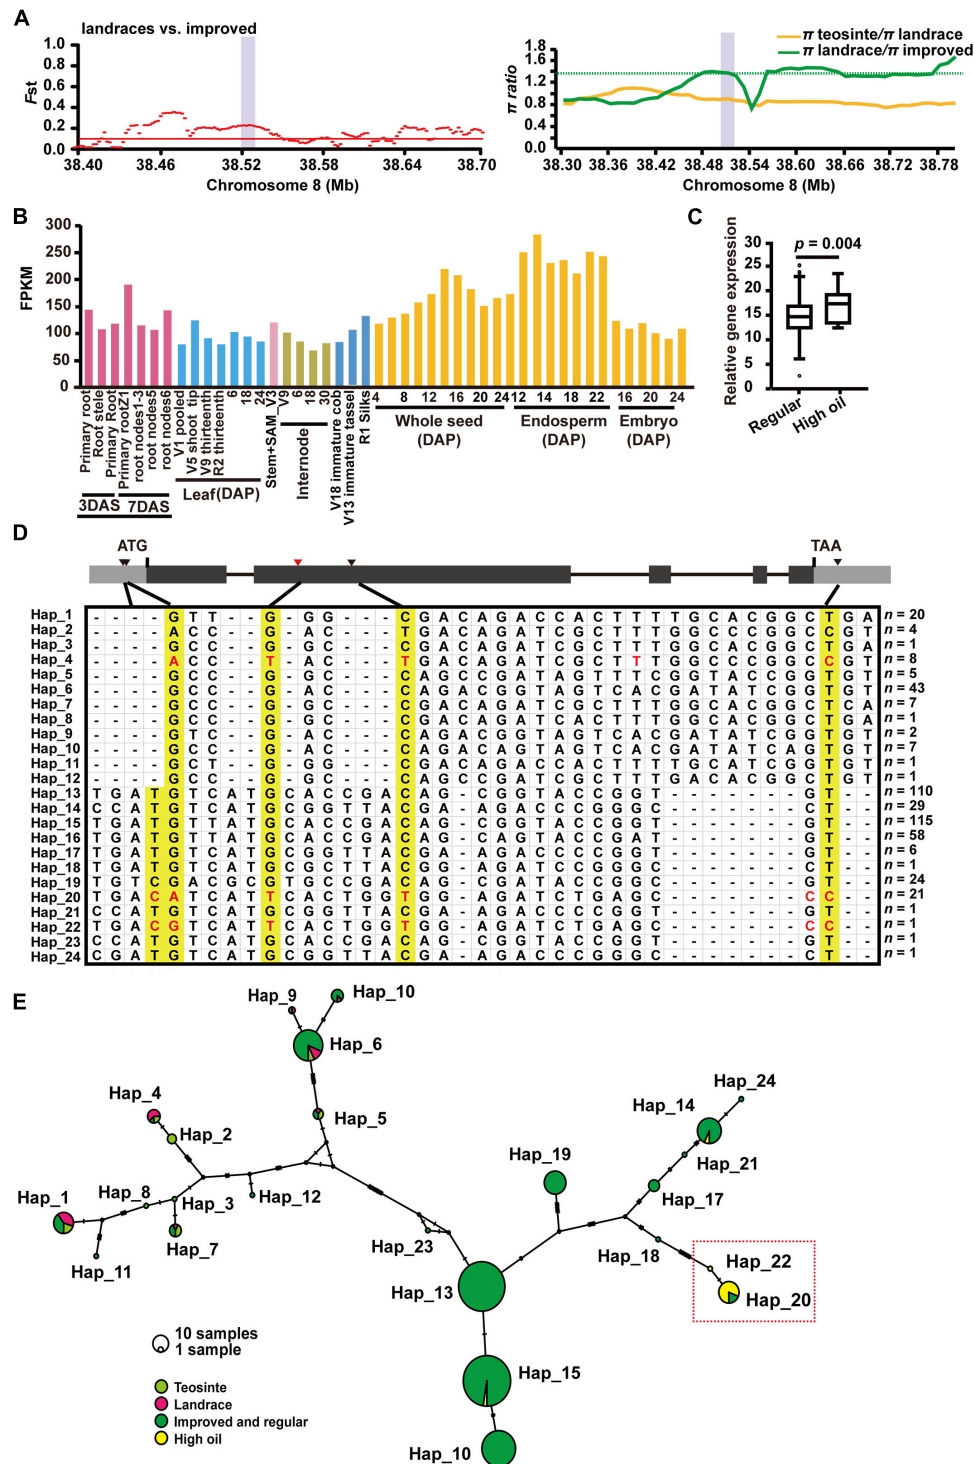 A
landraces vs. improved
Fst
1.0
0.8
0.6
0.4
0.2
0.0
38.40 38.46 38.52 38.58 38.64 38.70
Chromosome 8 (Mb)
π teosinte/π landrace
π landrace/π improved
π ratio
1.8
1.6
1.2
0.8
0.4
0.0
38.30 38.36 38.42 38.48 38.54 38.60 38.66 38.72 38.78
Chromosome 8 (Mb)
B
FPKM
300
250
200
150
100
50
0
Primary root
Root stele
Primary Root
Primary rootZ1
root nodes1-3
root nodes5
root nodes6
V1 pooled
V5 shoot tip
V9 thirteenth
R2 thirteenth
6
18
24
Stem+SAM_V3
V9
6
18
30
V18 immature cob
V13 immature tassel
R1 Silks
4 8 12 16 20 24 12 14 18 22 16 20 24
3DAS
7DAS
Leaf(DAP)
Internode
Whole seed (DAP)
Endosperm (DAP)
Embryo (DAP)
C
Relative gene expression
30
25
20
15
10
0
p = 0.004
Regular
High oil
D
ATG
TAA
Hap_1 - - - - G T T - - G - G G - - - C G A C A G A C C A C T T T T G C A C G G C T G A n = 20
Hap_2 - - - - A C C - - G - A C - - - T G A C A G A T C G C T T T T G G C C C G G C C G T n = 4
Hap_3 - - - - G C C - - G - A C - - - C G A C A G A T C G C T T T T G G C A C G G C T G A n = 1
Hap_4 - - - - A C C - - T - A C - - - T G A C A G A T C G C T T T T G G C C C G G C C G T n = 8
Hap_5 - - - - G C C - - G - A C - - - C G A C A G A T A G T T T C G G T A C C G G T G T n = 5
Hap_6 - - - - G C C - - G - A C - - - C A G A C G G T A G T C A C G A T A T C G G T G T n = 43
Hap_7 - - - - G C C - - G - A C - - - C G A C A G A T C G C T T T T G G C A C G G C T C A n = 7
Hap_8 - - - - G C C - - G - A C - - - C G A C A G A T C A C T T T T G G C A C G G C T G A n = 1
Hap_9 - - - - G C C - - G - A C - - - C A G A C G G T A G T C A C G A T A T C G G T G T n = 2
Hap_10 - - - - G C C - - G - A C - - - C A G A C A G T A G T C A C G A T A T C A G T G T n = 7
Hap_11 - - - - G C T - - G - A C - - - C G A C A G A C C A C T T T T G C A C G G C T G T n = 1
Hap_12 - - - - G C C - - G - A C - - - C A G C C G A T C G C T T T G A C A C G G C T G T n = 1
Hap_13 T G A T G T C A T G C A C C G A C A G - C G G T A C C G G T - - - - - - - G T - - n = 110
Hap_14 C C A T G T C A T G C G G T T A C G A - A G A C C C G G G C - - - - - - - G T - - n = 29
Hap_15 T G A T G T T A T G C A C C G A C A G - C G G T A C C G G T - - - - - - - G T - - n = 115
Hap_16 T G A T G T T A T G C A C C G A C A G - C A G T A C C G A T - - - - - - - G T - - n = 58
Hap_17 T G A T G T C A T G C G G T T A C G A - A G A C C C C G G T - - - - - - - G T - - n = 6
Hap_18 T G A T G T C A T G C G C T T A C G G - A G A T C C G G G C - - - - - - - G T - - n = 1
Hap_19 T G T C G A C G C G T G C C G A C A G - C G A T A C C G G C - - - - - - - G T - - n = 24
Hap_20 T G A C A T C A T T C A C T G G T G G - A G A T C T G A G C - - - - - - - C C - - n = 21
Hap_21 C C A T G T C A T G C G G T T A C G A - A G A C C C C G G T - - - - - - - G T - - n = 1
Hap_22 T G A C G T C A T T C A C T G G T G G - A G A T C T G A G C - - - - - - - C C - - n = 1
Hap_23 C C A T G T C A T G C A C C G A C A G - C G G T A C C G G T - - - - - - - G T - - n = 1
Hap_24 C G A T G T C A T G C G G T T A C G A - A G A C C C G G G C - - - - - - - C T - - n = 1
E
Hap_9
Hap_10
Hap_6
Hap_4
Hap_2
Hap_5
Hap_24
Hap_14
Hap_21
Hap_19
Hap_17
Hap_8
Hap_1
Hap_3
Hap_12
Hap_7
Hap_11
Hap_23
Hap_18
Hap_22
Hap_20
Hap_13
Hap_15
Hap_10
10 samples
1 sample
Teosinte
Landrace
Improved and regular
High oil